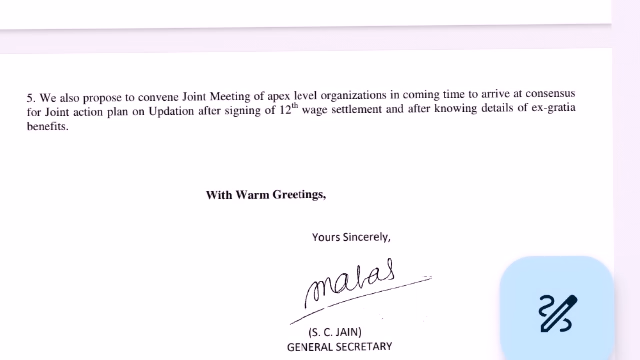 5. We also propose to convene Joint Meeting of apex level organizations in coming time to arrive at consensus
for Joint action plan on Updation after signing of 12th wage settlement and after knowing details of ex-gratia
benefits.
With Warm Greetings,
Yours Sincerely,
(S. C. JAIN)
GENERAL SECRETARY